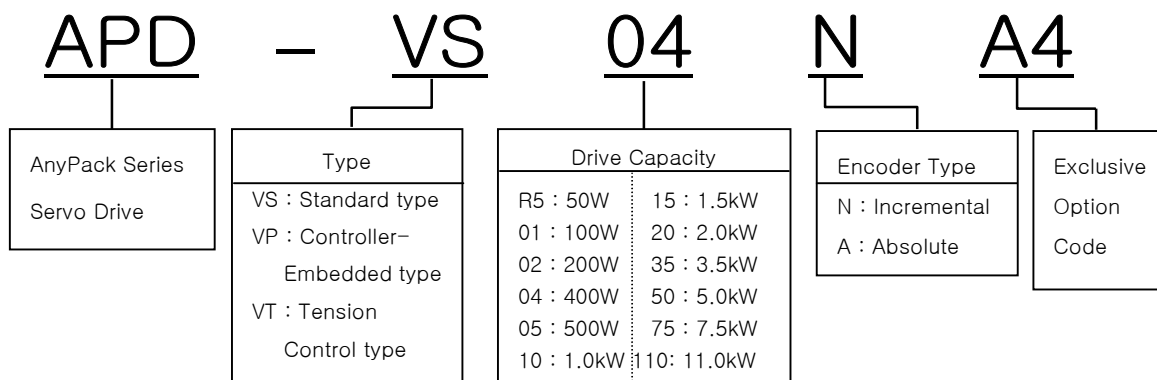 APD - VS 04 N A4
AnyPack Series
Servo Drive
Type
VS : Standard type
VP : Controller-
Embedded type
VT : Tension
Control type
Drive Capacity
R5 : 50W 15 : 1.5kW
01 : 100W 20 : 2.0kW
02 : 200W 35 : 3.5kW
04 : 400W 50 : 5.0kW
05 : 500W 75 : 7.5kW
10 : 1.0kW 110: 11.0kW
Encoder Type
N : Incremental
A : Absolute
Exclusive
Option
Code